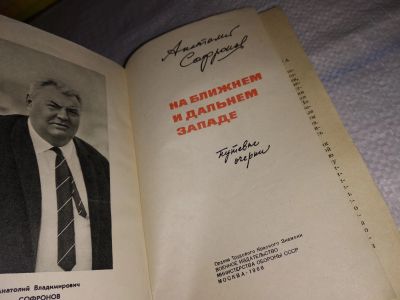 Анатолий
Софронов
НА БЛИЖНЕМ
И ДАЛЬНЕМ
ЗАПАДЕ
путевые
очерки
Ордена Трудового Красного Знамени
ВОЕННОЕ ИЗДАТЕЛЬСТВО
МИНИСТЕРСТВА ОБОРОНЫ СССР
МОСКВА · 1968
Анатолий Владимирович
СОФРОНОВ